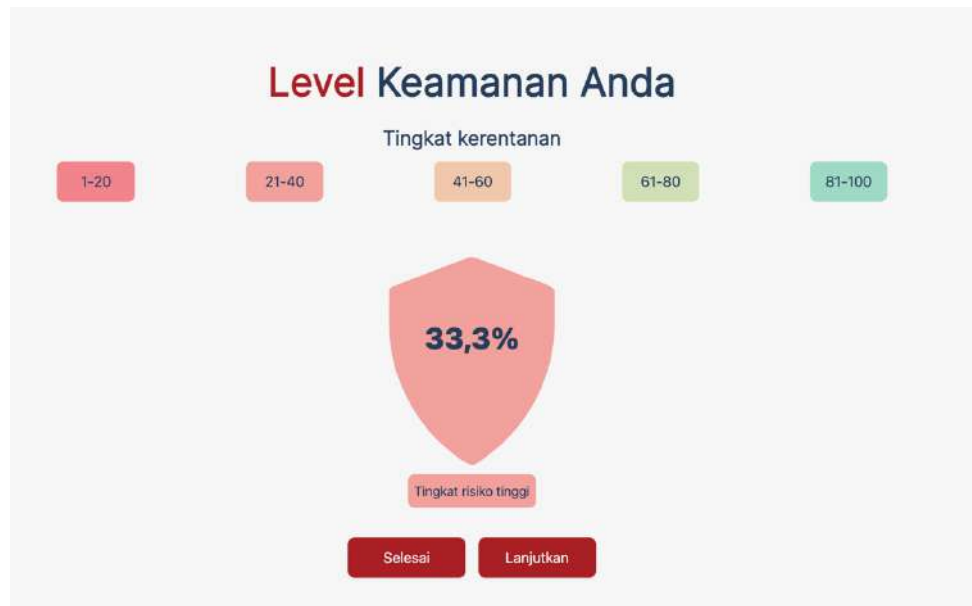 Level Keamanan Anda
Tingkat kerentanan
1-20 21-40 41-60 61-80 81-100
33,3%
Tingkat risiko tinggi
Selesai Lanjutkan